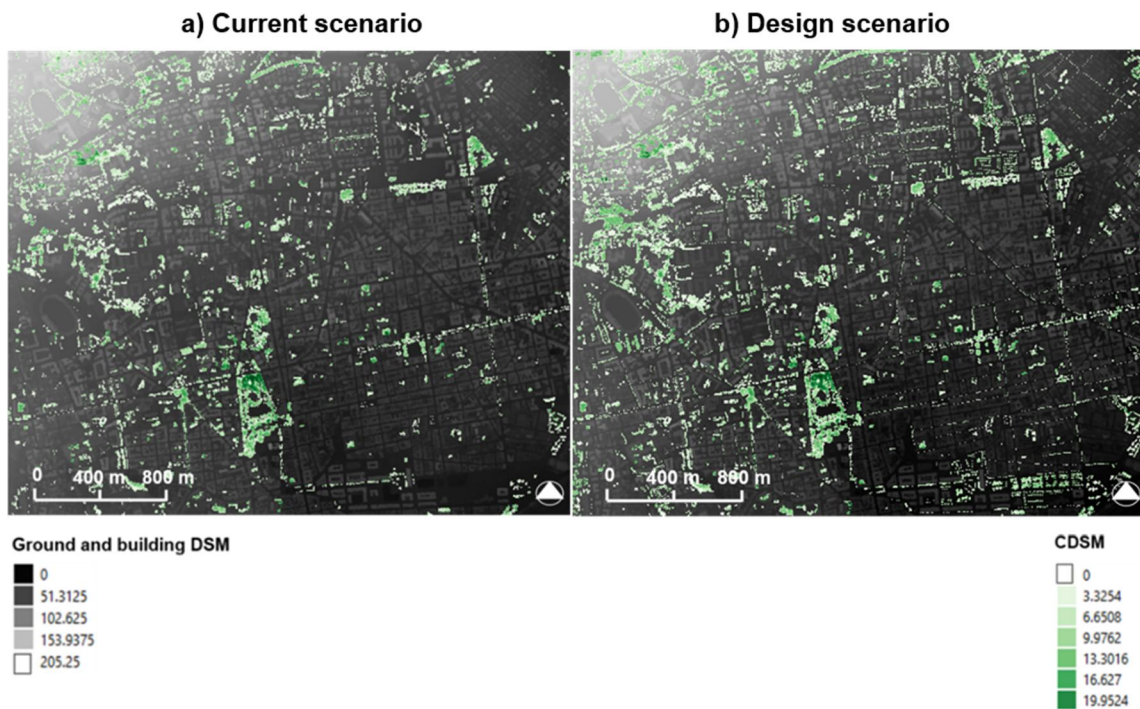 a) Current scenario
b) Design scenario
0 400 m 800 m
0 400 m 800 m
Ground and building DSM
0
51.3125
102.625
153.9375
205.25
CDSM
0
3.3254
6.6508
9.9762
13.3016
16.627
19.9524